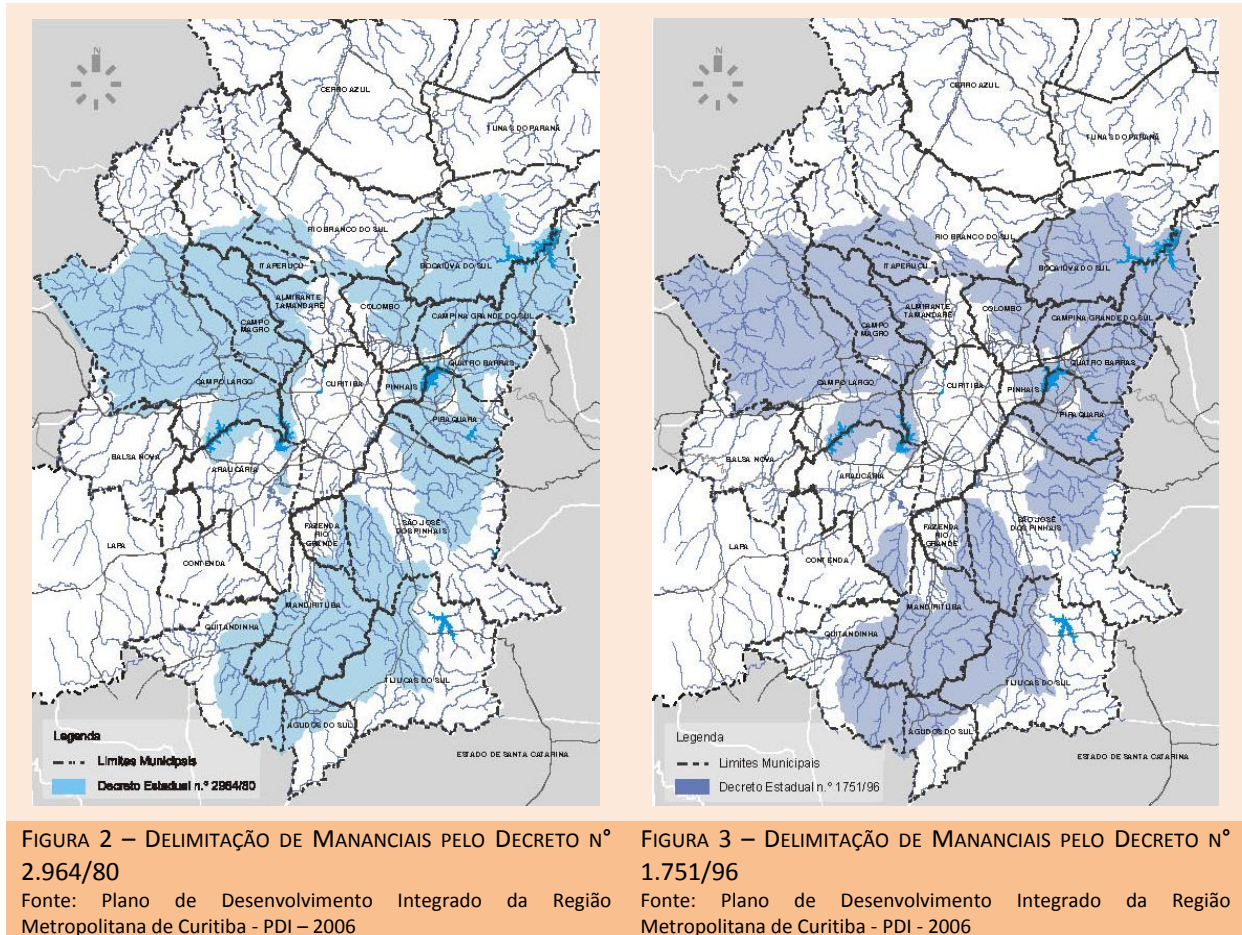 N
CERRO AZUL
TUNAS DO PARANÁ
RIO BRANCO DO SUL
BOCAIÚVA DO SUL
ITAPERUÇU
ALMIRANTE
TAMANDARÉ
COLOMBO
CAMPINA GRANDE DO SUL
CAMPO
MAGRO
QUATRO BARRAS
CAMPO LARGO
CURITIBA
PINHAIS
PIRAQUARA
BALSA NOVA
ARAUCÁRIA
SÃO JOSÉ
DOS PINHAIS
FAZENDA
RIO
GRANDE
LAPA
CONTENDA
MANDIRITUBA
QUITANDINHA
TIJUCAS DO SUL
AGUDOS DO SUL
ESTADO DE SANTA CATARINA
Legenda
Limites Municipais
Decreto Estadual n.º 2964/80
FIGURA 2 – DELIMITAÇÃO DE MANANCIAIS PELO DECRETO N°
2.964/80
Fonte: Plano de Desenvolvimento Integrado da Região
Metropolitana de Curitiba - PDI – 2006
N
CERRO AZUL
TUNAS DO PARANÁ
RIO BRANCO DO SUL
BOCAIÚVA DO SUL
ITAPERUÇU
ALMIRANTE
TAMANDARÉ
COLOMBO
CAMPINA GRANDE DO SUL
CAMPO
MAGRO
QUATRO BARRAS
CAMPO LARGO
CURITIBA
PINHAIS
PIRAQUARA
BALSA NOVA
ARAUCÁRIA
SÃO JOSÉ
DOS PINHAIS
FAZENDA
RIO
GRANDE
LAPA
CONTENDA
MANDIRITUBA
QUITANDINHA
TIJUCAS DO SUL
AGUDOS DO SUL
ESTADO DE SANTA CATARINA
Legenda
Limites Municipais
Decreto Estadual n.º 1751/96
FIGURA 3 – DELIMITAÇÃO DE MANANCIAIS PELO DECRETO N°
1.751/96
Fonte: Plano de Desenvolvimento Integrado da Região
Metropolitana de Curitiba - PDI - 2006